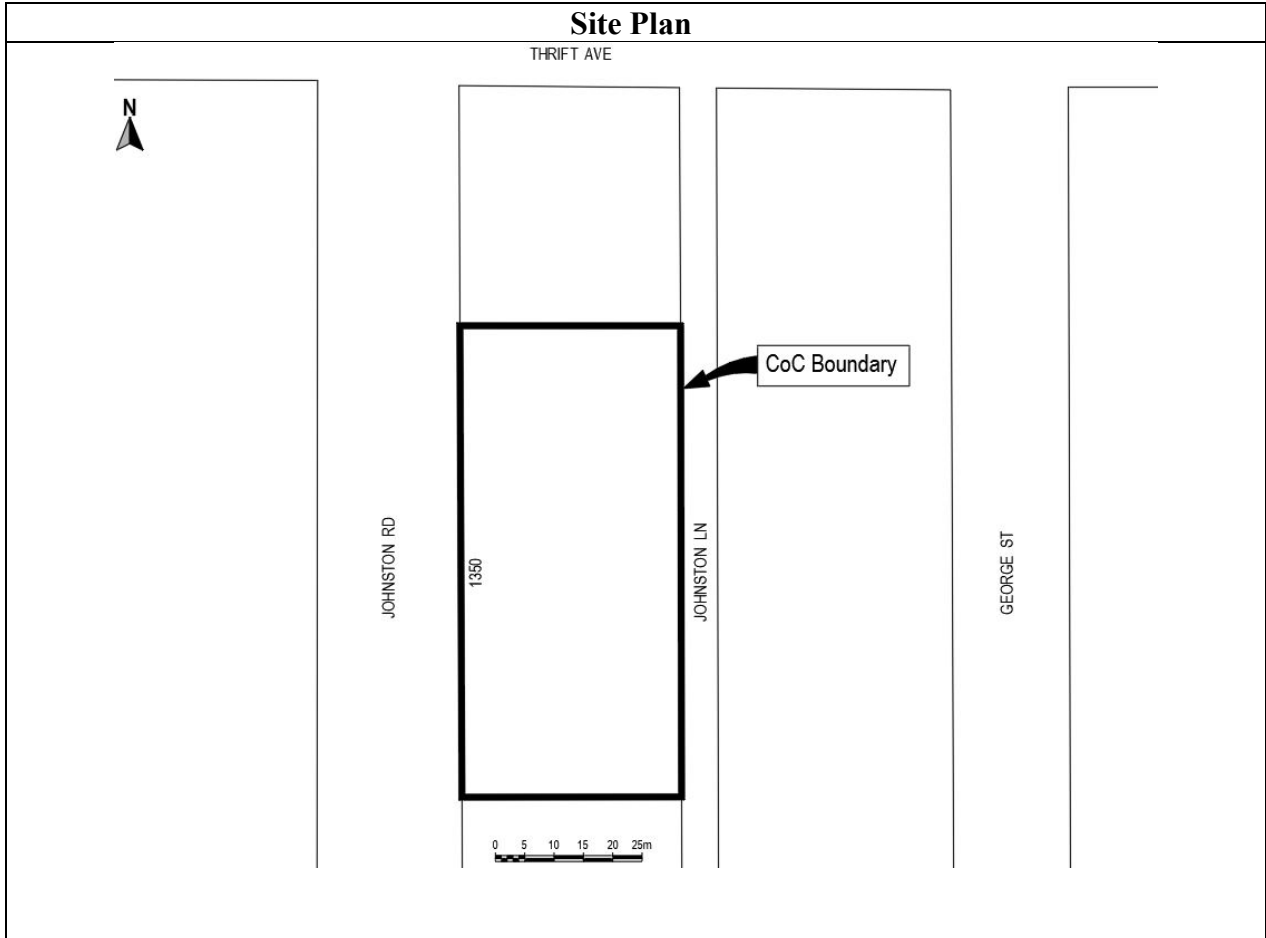 Site Plan
THRIFT AVE
N
CoC Boundary
JOHNSTON RD
1350
JOHNSTON LN
GEORGE ST
0 5 10 15 20 25m